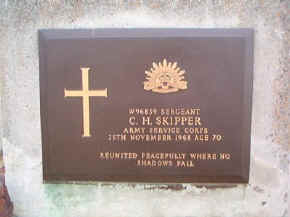 W96859 SERGEANT
C. H. SKIPPER
ARMY SERVICE CORPS
25TH NOVEMBER 1968 AGE 70
REUNITED PEACEFULLY WHERE NO
SHADOWS FALL